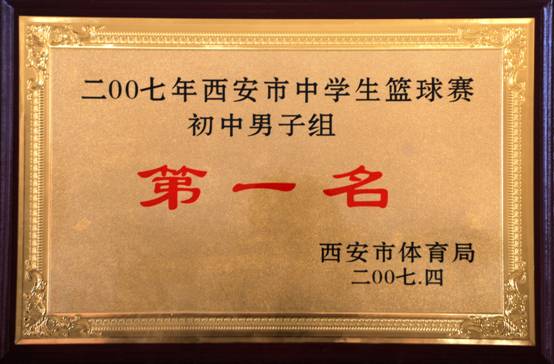 二00七年西安市中学生篮球赛
初中男子组
第一名
西安市体育局
二00七.四